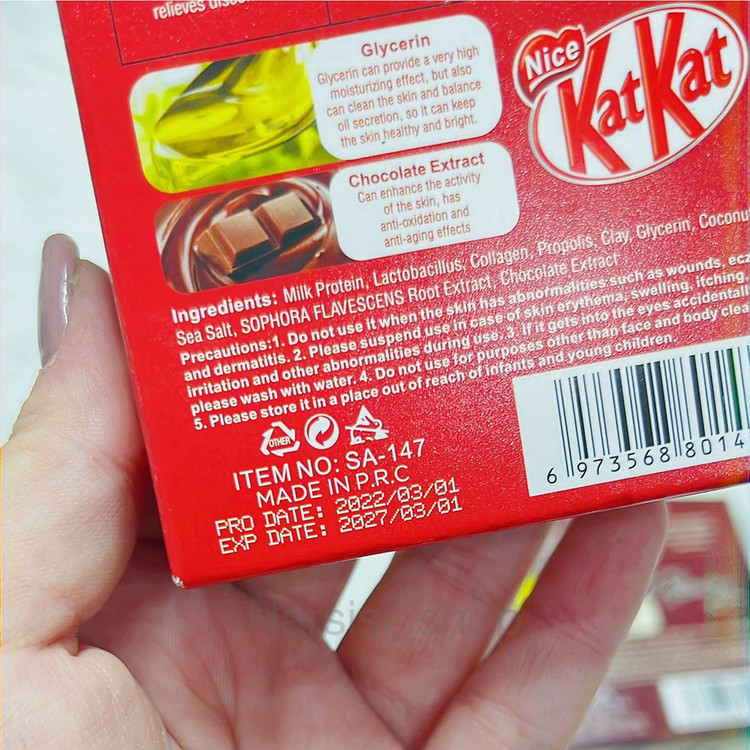 relieves
Glycerin
Glycerin can provide a very high
moisturizing effect, but also
can clean the skin and balance
oil secretion, so it can keep
the skin healthy and bright.
Nice
KatKat
Chocolate Extract
Can enhance the activity
of the skin, has
anti-oxidation and
anti-aging effects
Ingredients: Milk Protein, Lactobacillus, Collagen, Propolis, Clay, Glycerin, Coconu
Sea Salt, SOPHORA FLAVESCENS Root Extract, Chocolate Extract
Precautions:1. Do not use it when the skin has abnormalities such as wounds, ecz
and dermatitis. 2. Please suspend use in case of skin erythema, swelling, itching,
irritation and other abnormalities during use. 3. If it gets into the eyes accidentall
please wash with water. 4. Do not use for purposes other than face and body clea
5. Please store it in a place out of reach of infants and young children.
OTHER
ITEM NO: SA-147
MADE IN P.R.C
PRO DATE: 2022/03/01
EXP DATE: 2027/03/01
6 973568 8014